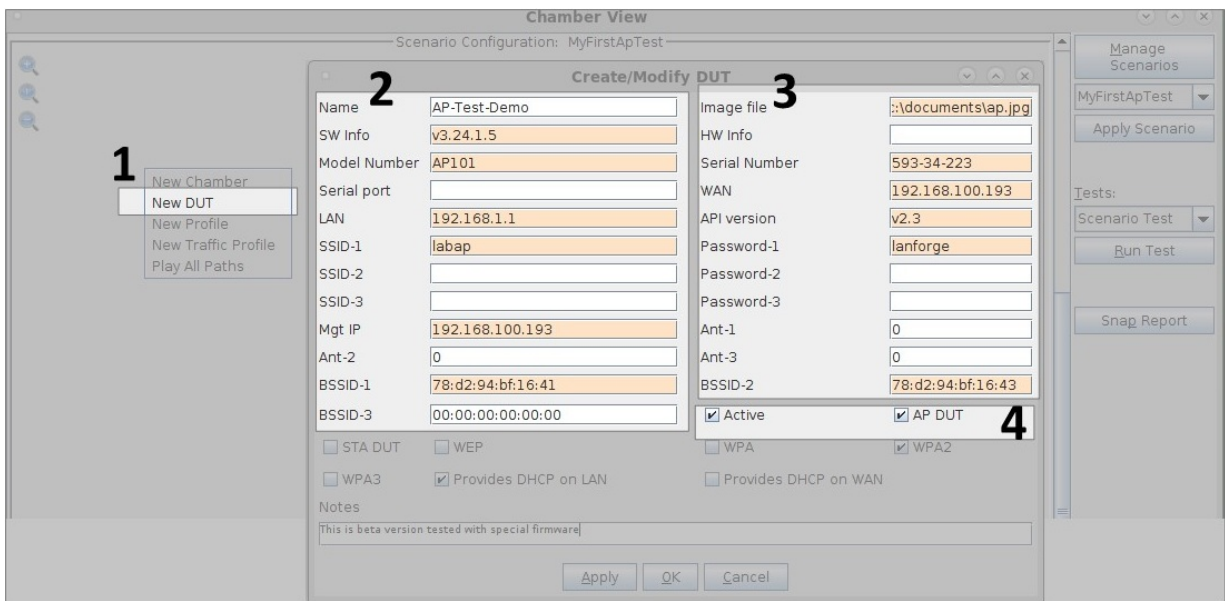 Chamber View
Scenario Configuration: MyFirstApTest
Manage
Scenarios
MyFirstApTest
Apply Scenario
Tests:
Scenario Test
Run Test
Snap Report
1
New Chamber
New DUT
New Profile
New Traffic Profile
Play All Paths
Create/Modify DUT
2
3
Name AP-Test-Demo Image file ::\documents\ap.jpg
SW Info v3.24.1.5 HW Info
Model Number AP101 Serial Number 593-34-223
Serial port WAN 192.168.100.193
LAN 192.168.1.1 API version v2.3
SSID-1 labap Password-1 lanforge
SSID-2 Password-2
SSID-3 Password-3
Mgt IP 192.168.100.193 Ant-1 0
Ant-2 0 Ant-3 0
BSSID-1 78:d2:94:bf:16:41 BSSID-2 78:d2:94:bf:16:43
BSSID-3 00:00:00:00:00:00 Active AP DUT 4
STA DUT WEP WPA WPA2
WPA3 Provides DHCP on LAN Provides DHCP on WAN
Notes
This is beta version tested with special firmware
Apply OK Cancel